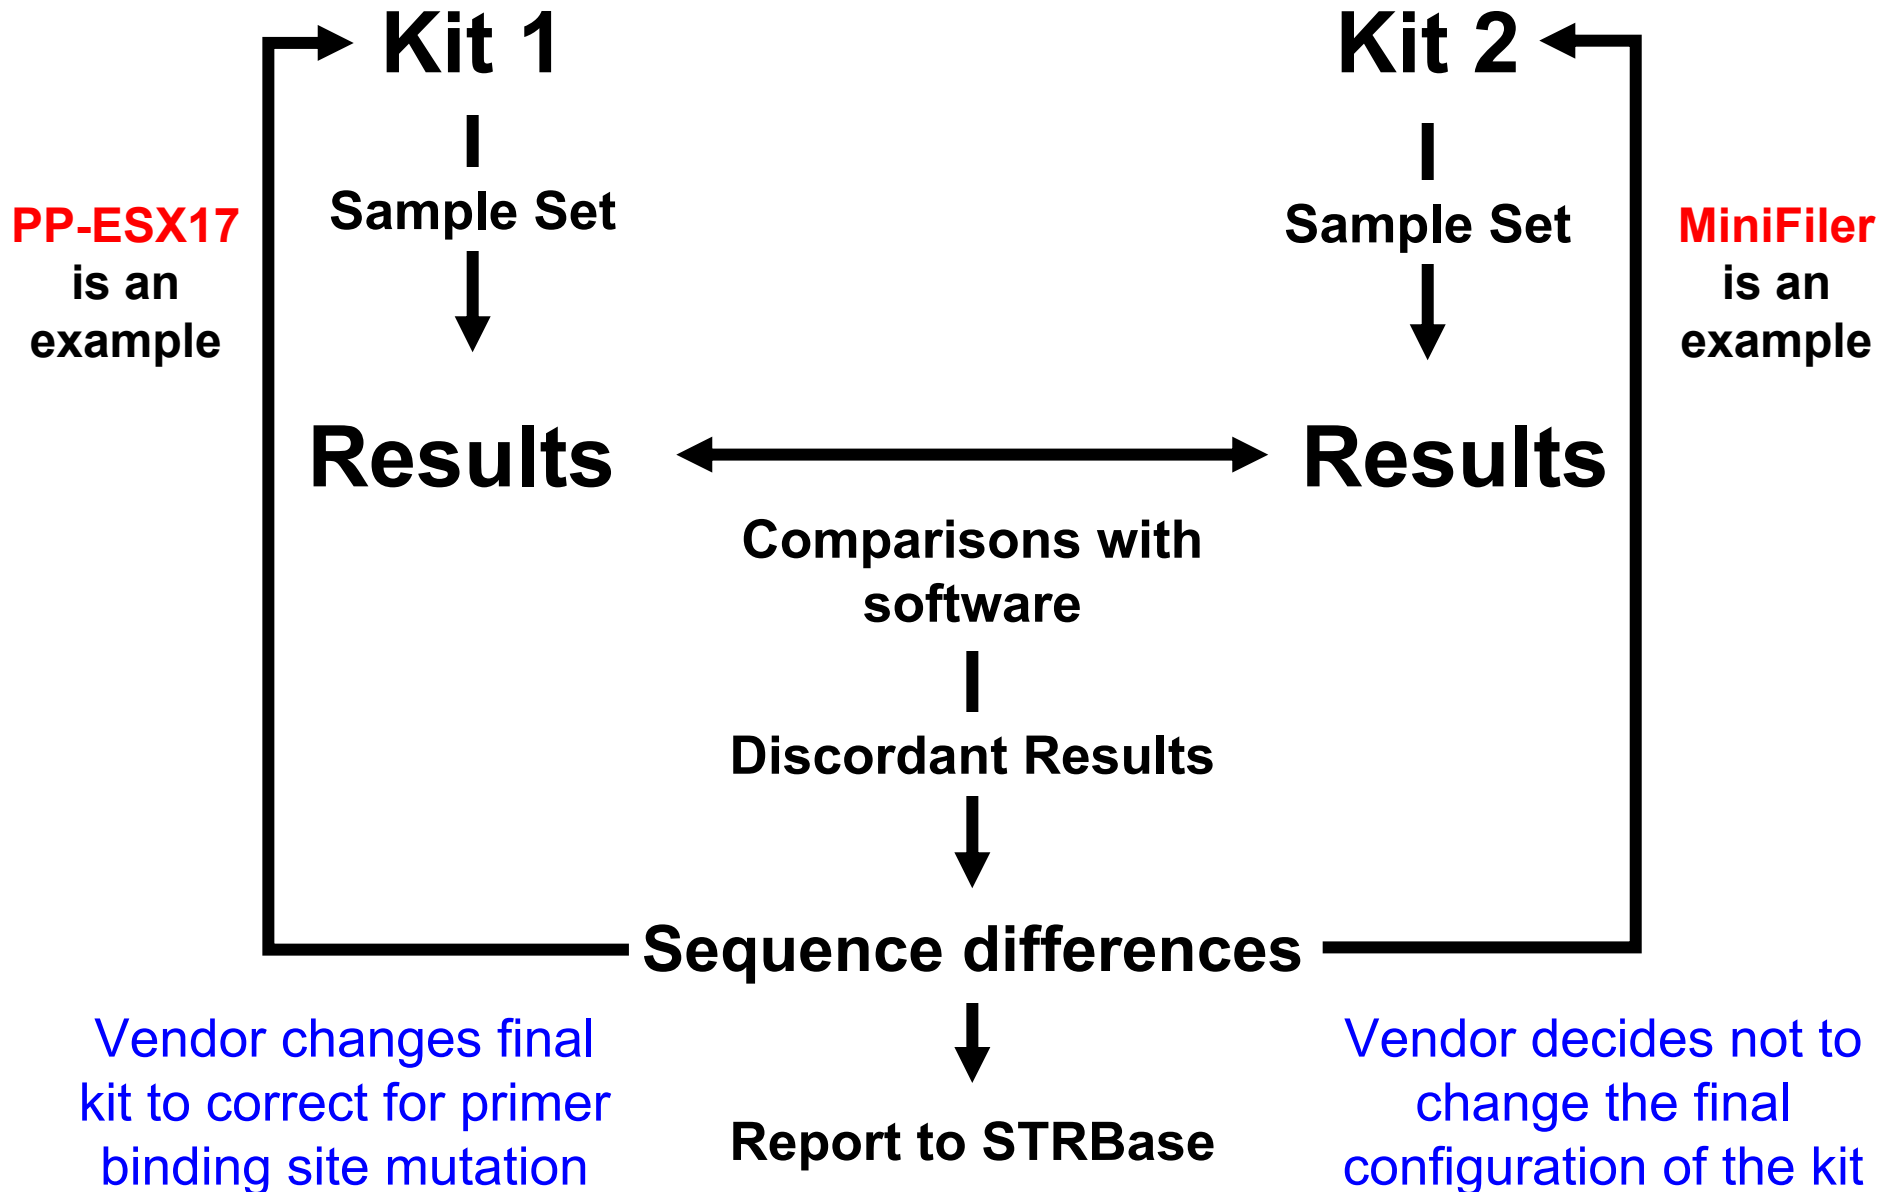 Kit 1
Kit 2
Sample Set
Sample Set
PP-ESX17
is an
example
MiniFiler
is an
example
Results
Results
Comparisons with
software
Discordant Results
Sequence differences
Vendor changes final
kit to correct for primer
binding site mutation
Vendor decides not to
change the final
configuration of the kit
Report to STRBase